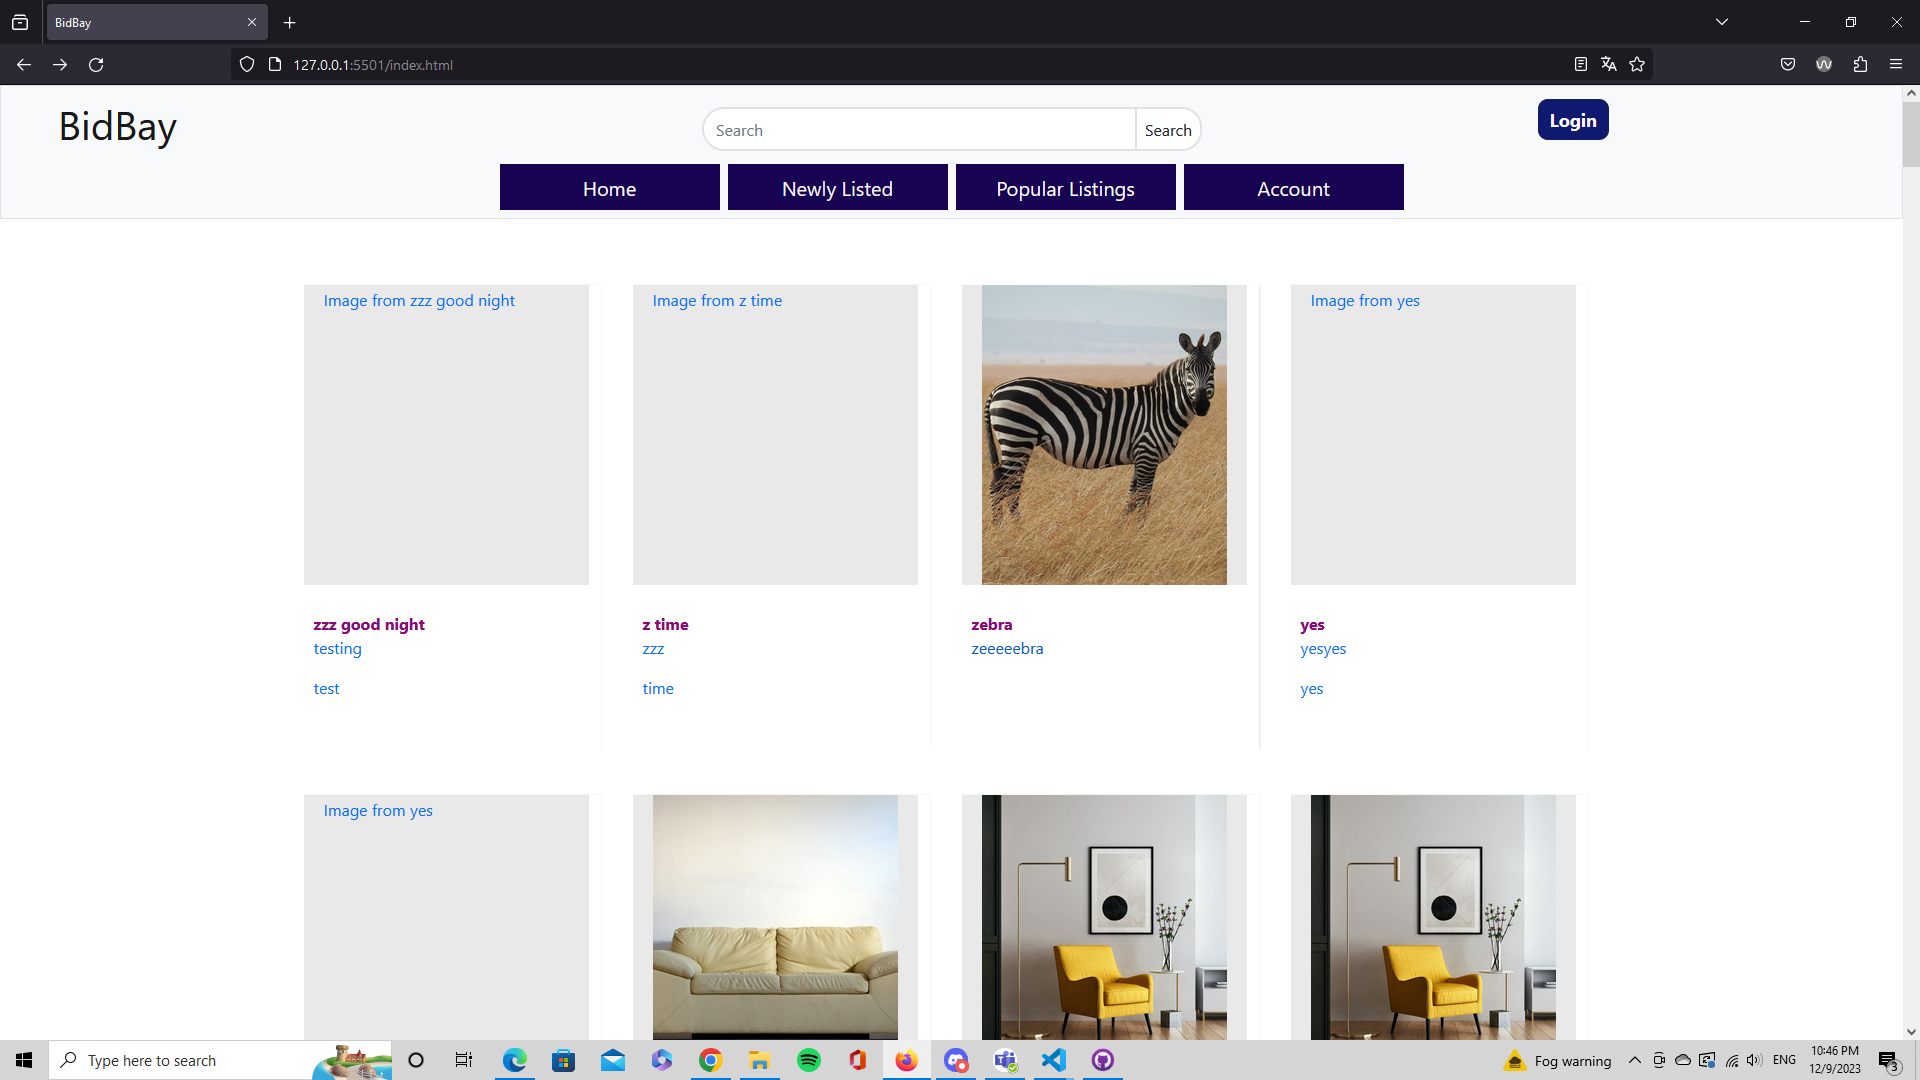 BidBay
127.0.0.1:5501/index.html
BidBay
Search
Search
Login
Home
Newly Listed
Popular Listings
Account
Image from zzz good night
Image from z time
Image from yes
zzz good night
testing
test
z time
zzz
time
zebra
zeeeeebra
yes
yesyes
yes
Image from yes
Type here to search
Fog warning
ENG
10:46 PM
12/9/2023
3